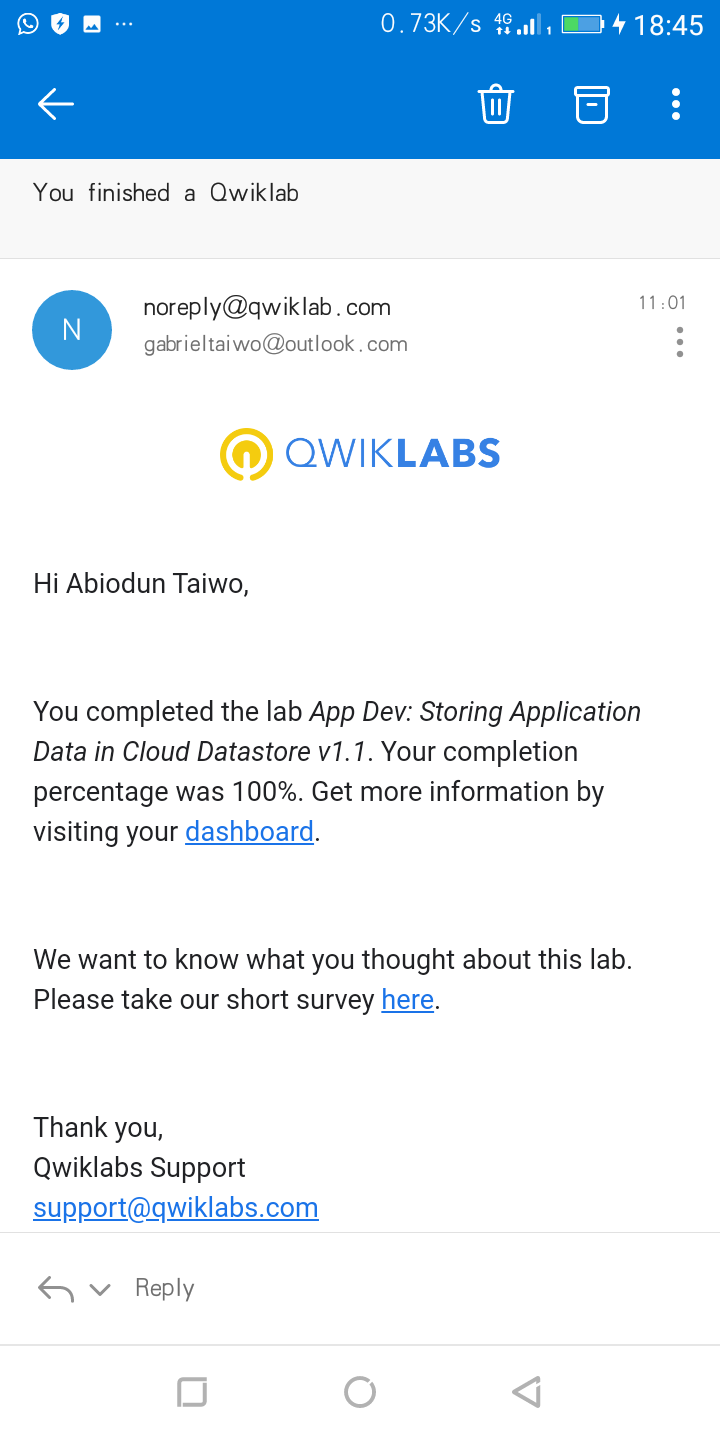 0.73K/s 4G 1 18:45
You finished a Qwiklab
N
noreply@qwiklab.com
11:01
gabrieltaiwo@outlook.com
QWIKLABS
Hi Abiodun Taiwo,
You completed the lab App Dev: Storing Application
Data in Cloud Datastore v1.1. Your completion
percentage was 100%. Get more information by
visiting your dashboard.
We want to know what you thought about this lab.
Please take our short survey here.
Thank you,
Qwiklabs Support
support@qwiklabs.com
Reply